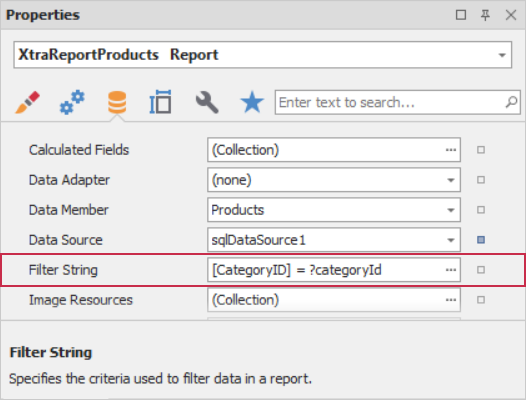 Properties
XtraReportProducts Report
Enter text to search...
Calculated Fields (Collection) ...
Data Adapter (none)
Data Member Products
Data Source sqlDataSource1
Filter String [CategoryID] = ?categoryId ...
Image Resources (Collection) ...
Filter String
Specifies the criteria used to filter data in a report.